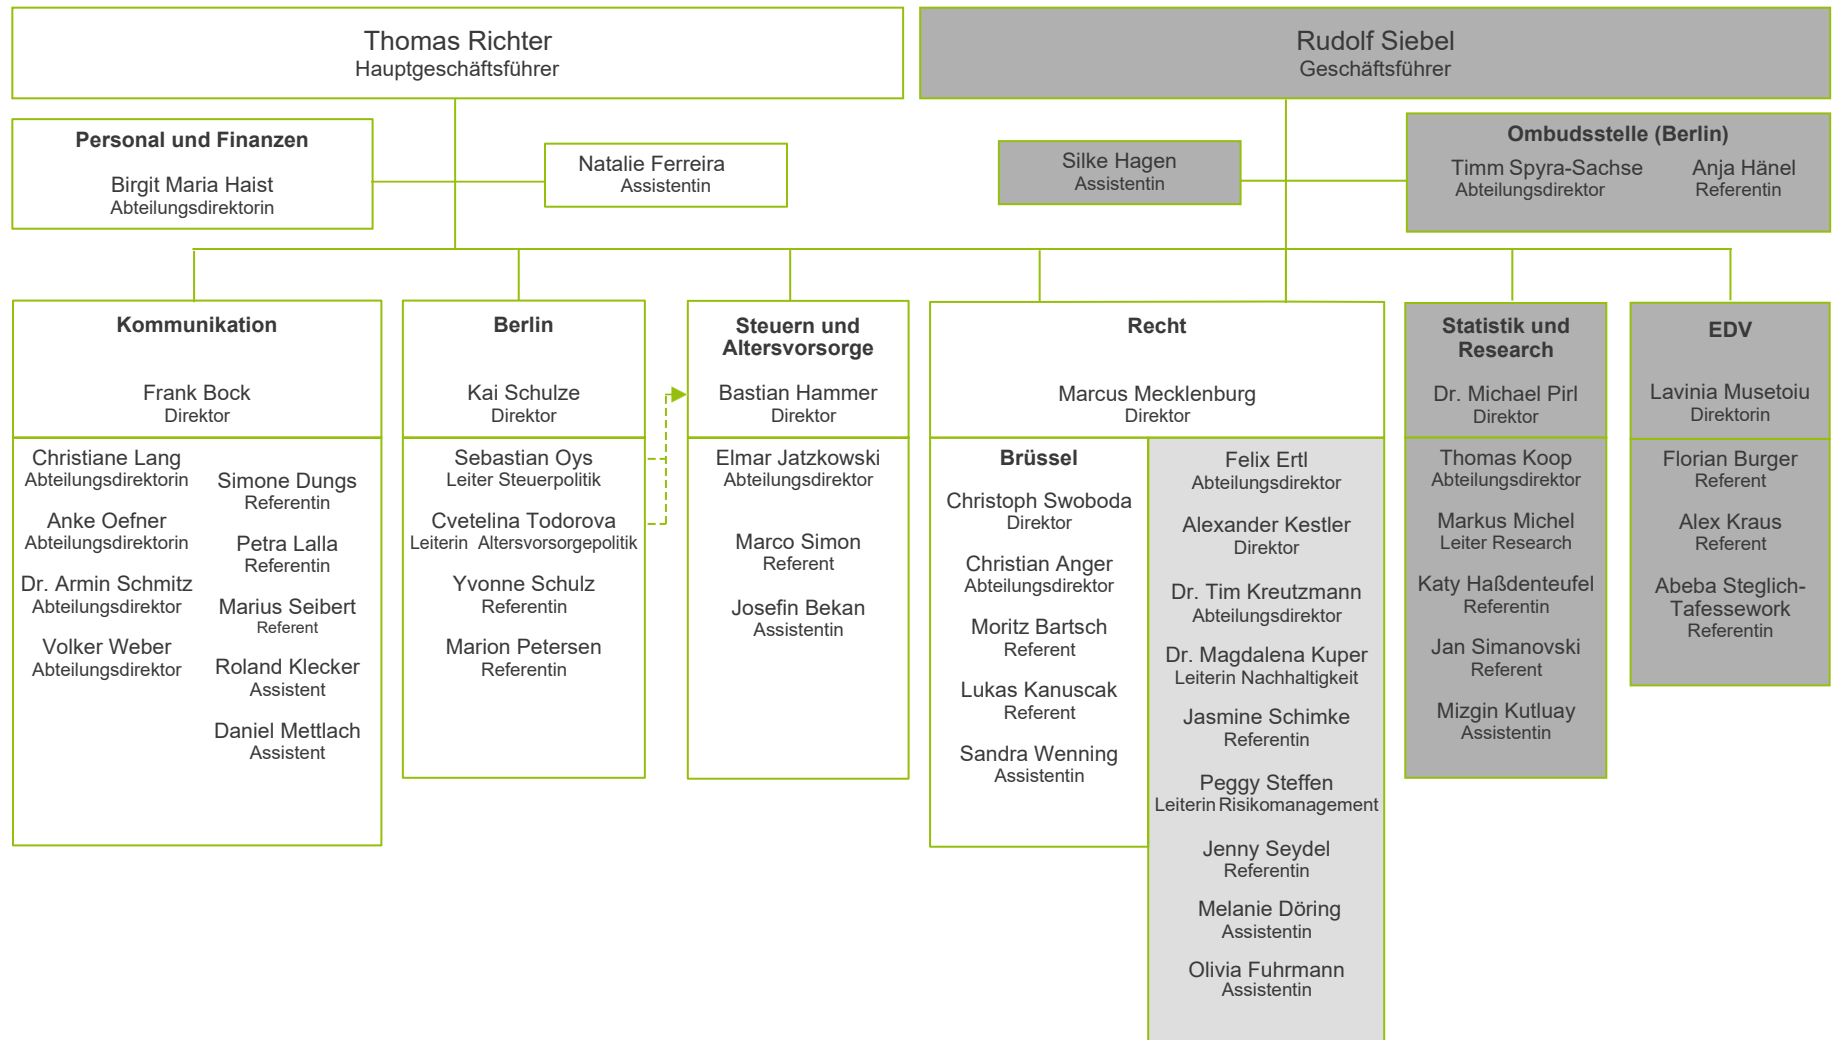 Thomas Richter
Hauptgeschäftsführer
Rudolf Siebel
Geschäftsführer
Personal und Finanzen
Birgit Maria Haist
Abteilungsdirektorin
Natalie Ferreira
Assistentin
Silke Hagen
Assistentin
Ombudsstelle (Berlin)
Timm Spyra-Sachse
Abteilungsdirektor
Anja Hänel
Referentin
Kommunikation
Frank Bock
Direktor
Christiane Lang
Abteilungsdirektorin
Anke Oefner
Abteilungsdirektorin
Dr. Armin Schmitz
Abteilungsdirektor
Volker Weber
Abteilungsdirektor
Simone Dungs
Referentin
Petra Lalla
Referentin
Marius Seibert
Referent
Roland Klecker
Assistent
Daniel Mettlach
Assistent
Berlin
Kai Schulze
Direktor
Sebastian Oys
Leiter Steuerpolitik
Cvetelina Todorova
Leiterin Altersvorsorgepolitik
Yvonne Schulz
Referentin
Marion Petersen
Referentin
Steuern und
Altersvorsorge
Bastian Hammer
Direktor
Elmar Jatzkowski
Abteilungsdirektor
Marco Simon
Referent
Josefin Bekan
Assistentin
Recht
Marcus Mecklenburg
Direktor
Brüssel
Christoph Swoboda
Direktor
Christian Anger
Abteilungsdirektor
Moritz Bartsch
Referent
Lukas Kanuscak
Referent
Sandra Wenning
Assistentin
Felix Ertl
Abteilungsdirektor
Alexander Kestler
Direktor
Dr. Tim Kreutzmann
Abteilungsdirektor
Dr. Magdalena Kuper
Leiterin Nachhaltigkeit
Jasmine Schimke
Referentin
Peggy Steffen
Leiterin Risikomanagement
Jenny Seydel
Referentin
Melanie Döring
Assistentin
Olivia Fuhrmann
Assistentin
Statistik und
Research
Dr. Michael Pirl
Direktor
Thomas Koop
Abteilungsdirektor
Markus Michel
Leiter Research
Katy Haßdenteufel
Referentin
Jan Simanovski
Referent
Mizgin Kutluay
Assistentin
EDV
Lavinia Musetoiu
Direktorin
Florian Burger
Referent
Alex Kraus
Referent
Abeba Steglich-
Tafessework
Referentin